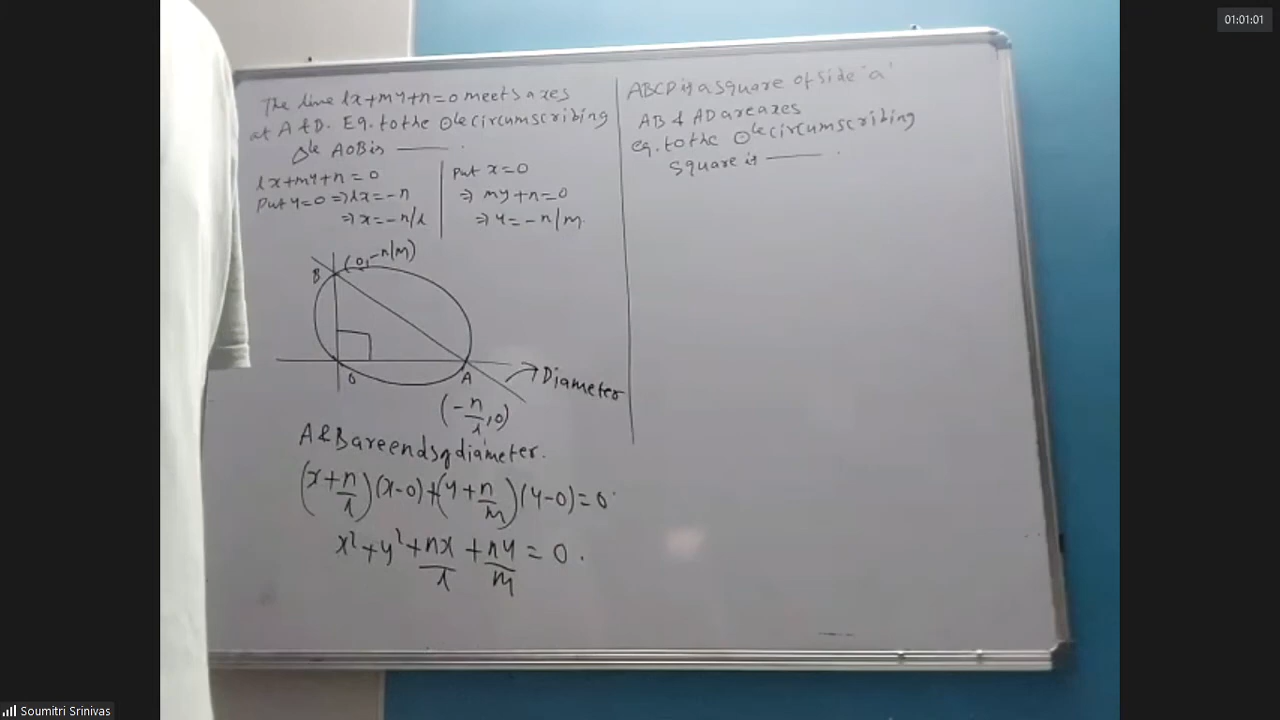 01:01:01
The line lx+my+n=0 meets axes
at A & B. Eq. to the ⊙le circumscribing
Δle AOB is ——— .
lx+my+n=0
Put y=0 ⇒ lx=-n
⇒ x=-n/l
Put x=0
⇒ my+n=0
⇒ y=-n/m.
B (0,-n/m)
O A
Diameter
(-n/l,0)
A & B are ends of diameter.
(x+n/l)(x-0)+(y+n/m)(y-0)=0
x²+y²+nx/l+ny/m=0.
ABCD is a square of side 'a'
AB & AD are axes
eq. to the ⊙le circumscribing
square is ——— .
Soumitri Srinivas